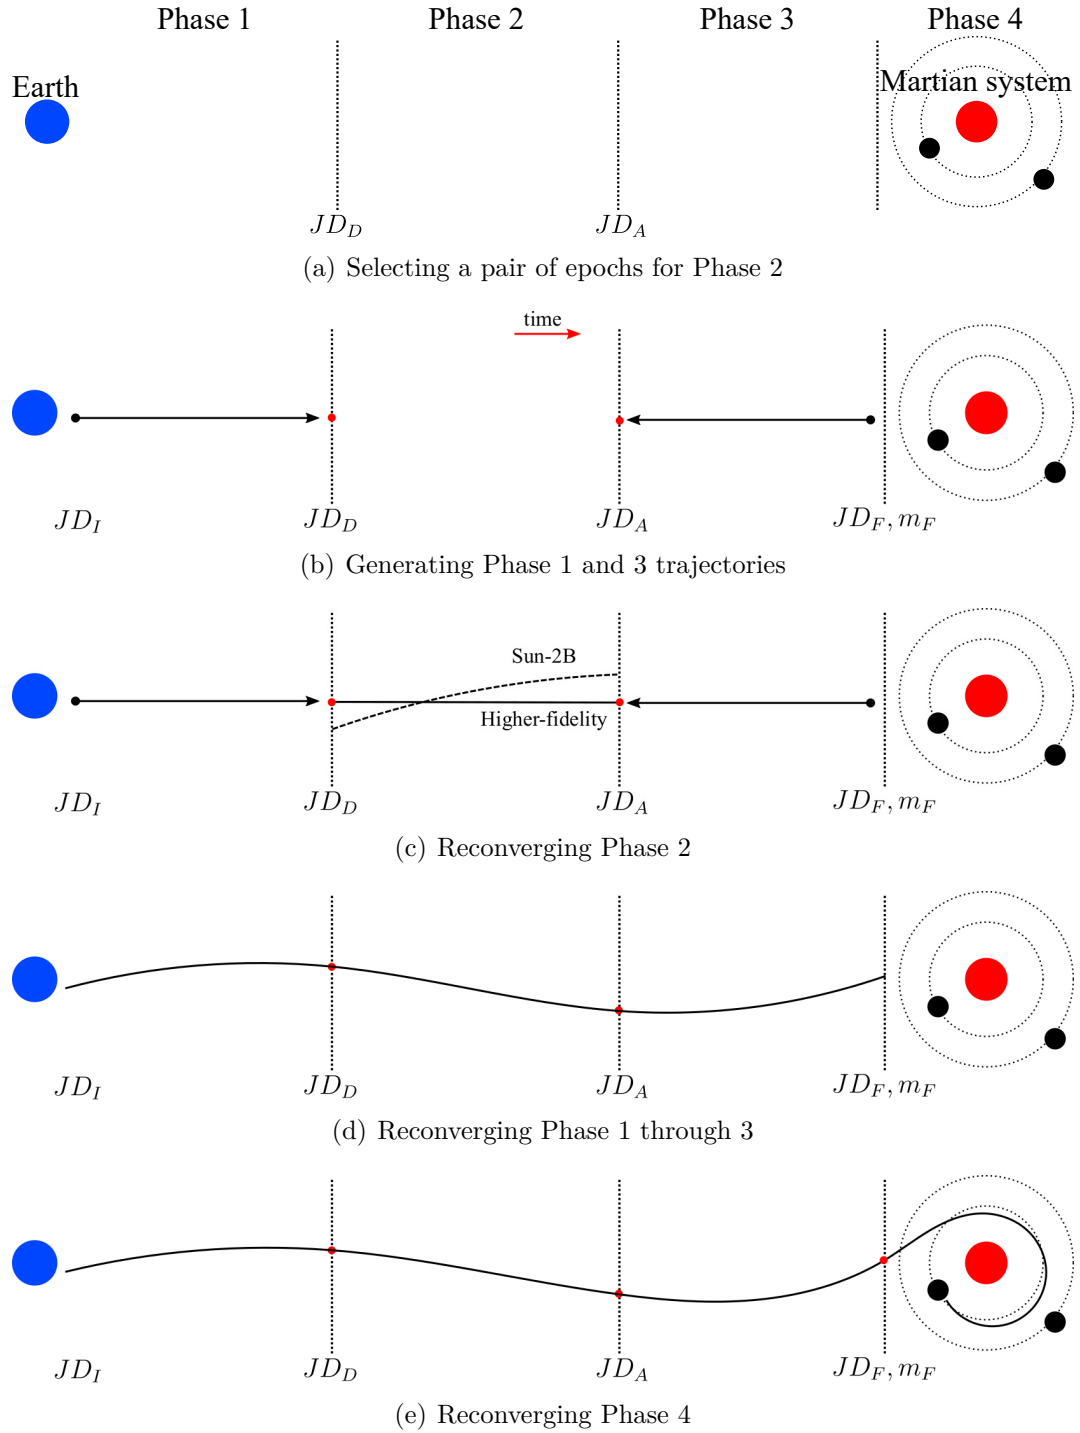 Phase 1 Phase 2 Phase 3 Phase 4
Earth Martian system
JD_D JD_A
(a) Selecting a pair of epochs for Phase 2
time
JD_I JD_D JD_A JD_F, m_F
(b) Generating Phase 1 and 3 trajectories
Sun-2B
Higher-fidelity
JD_I JD_D JD_A JD_F, m_F
(c) Reconverging Phase 2
JD_I JD_D JD_A JD_F, m_F
(d) Reconverging Phase 1 through 3
JD_I JD_D JD_A JD_F, m_F
(e) Reconverging Phase 4